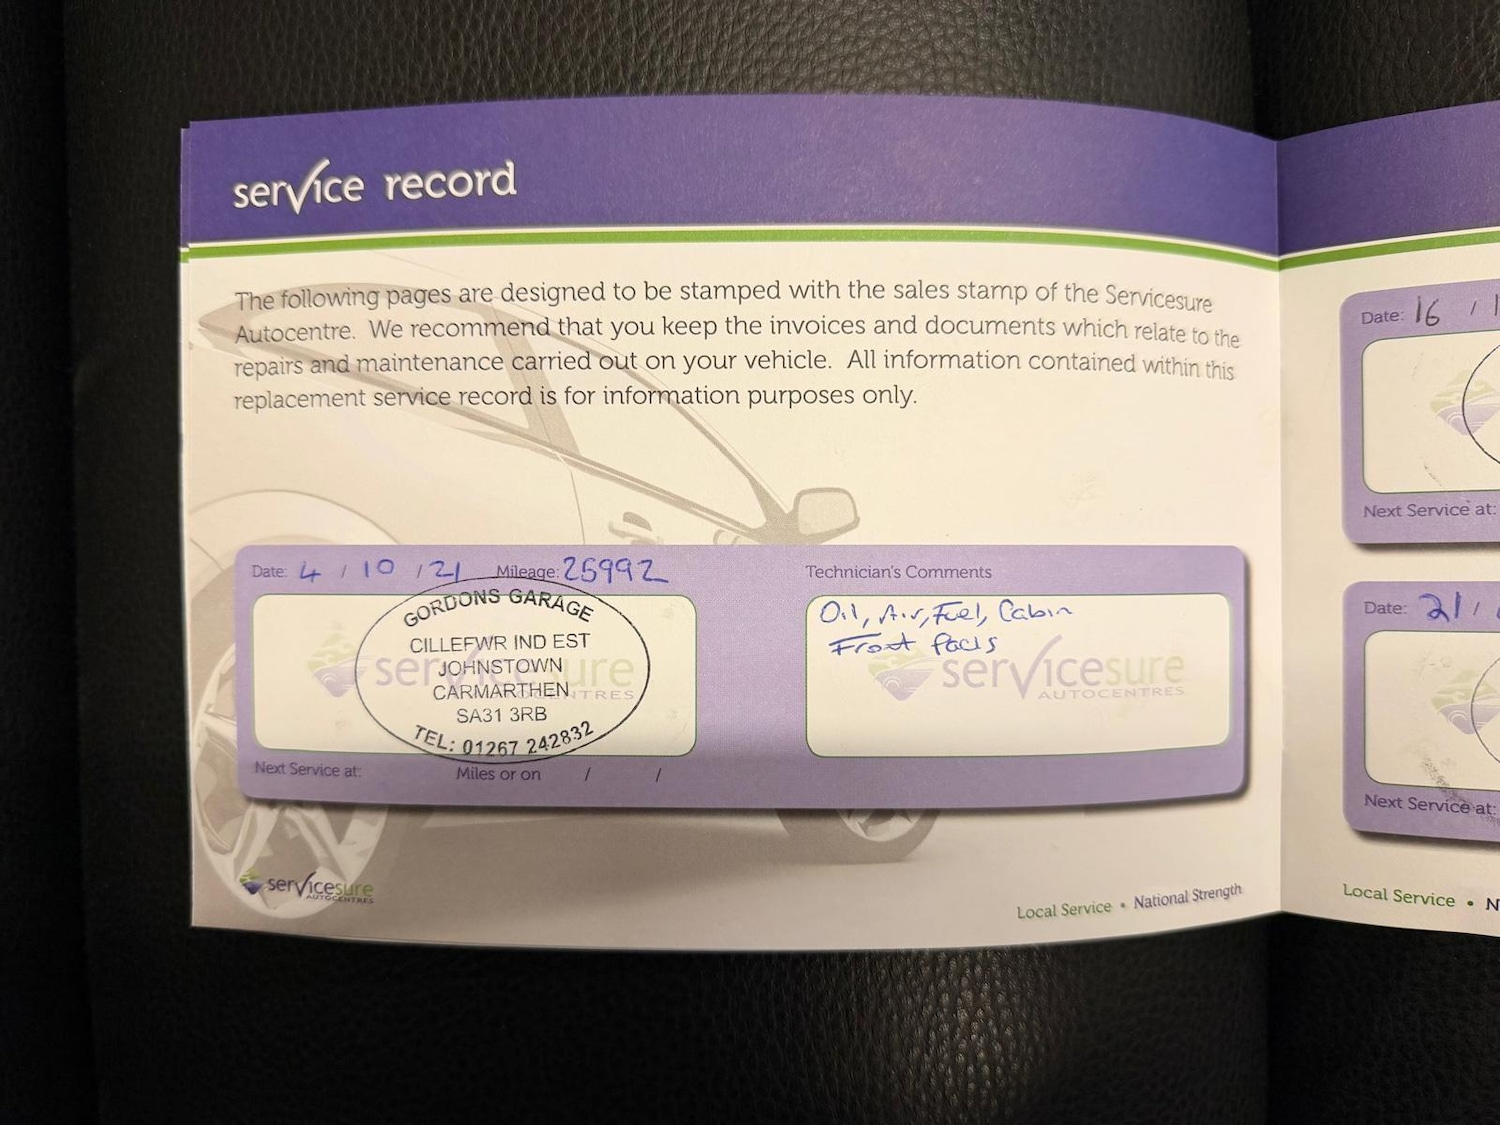 service record
The following pages are designed to be stamped with the sales stamp of the Servicesure
Autocentre. We recommend that you keep the invoices and documents which relate to the
repairs and maintenance carried out on your vehicle. All information contained within this
replacement service record is for information purposes only.
Date: 4 / 10 / 21 Mileage: 25992
GORDONS GARAGE
CILLEFWR IND EST
JOHNSTOWN
CARMARTHEN
SA31 3RB
TEL: 01267 242832
servicesure
AUTOCENTRES
Next Service at: Miles or on / /
Technician's Comments
Oil, Air, Fuel, Cabin
Front Pads
servicesure
AUTOCENTRES
servicesure
AUTOCENTRES
Local Service • National Strength
Date: 16 /
Next Service at:
Date: 21 /
Next Service at:
Local Service •